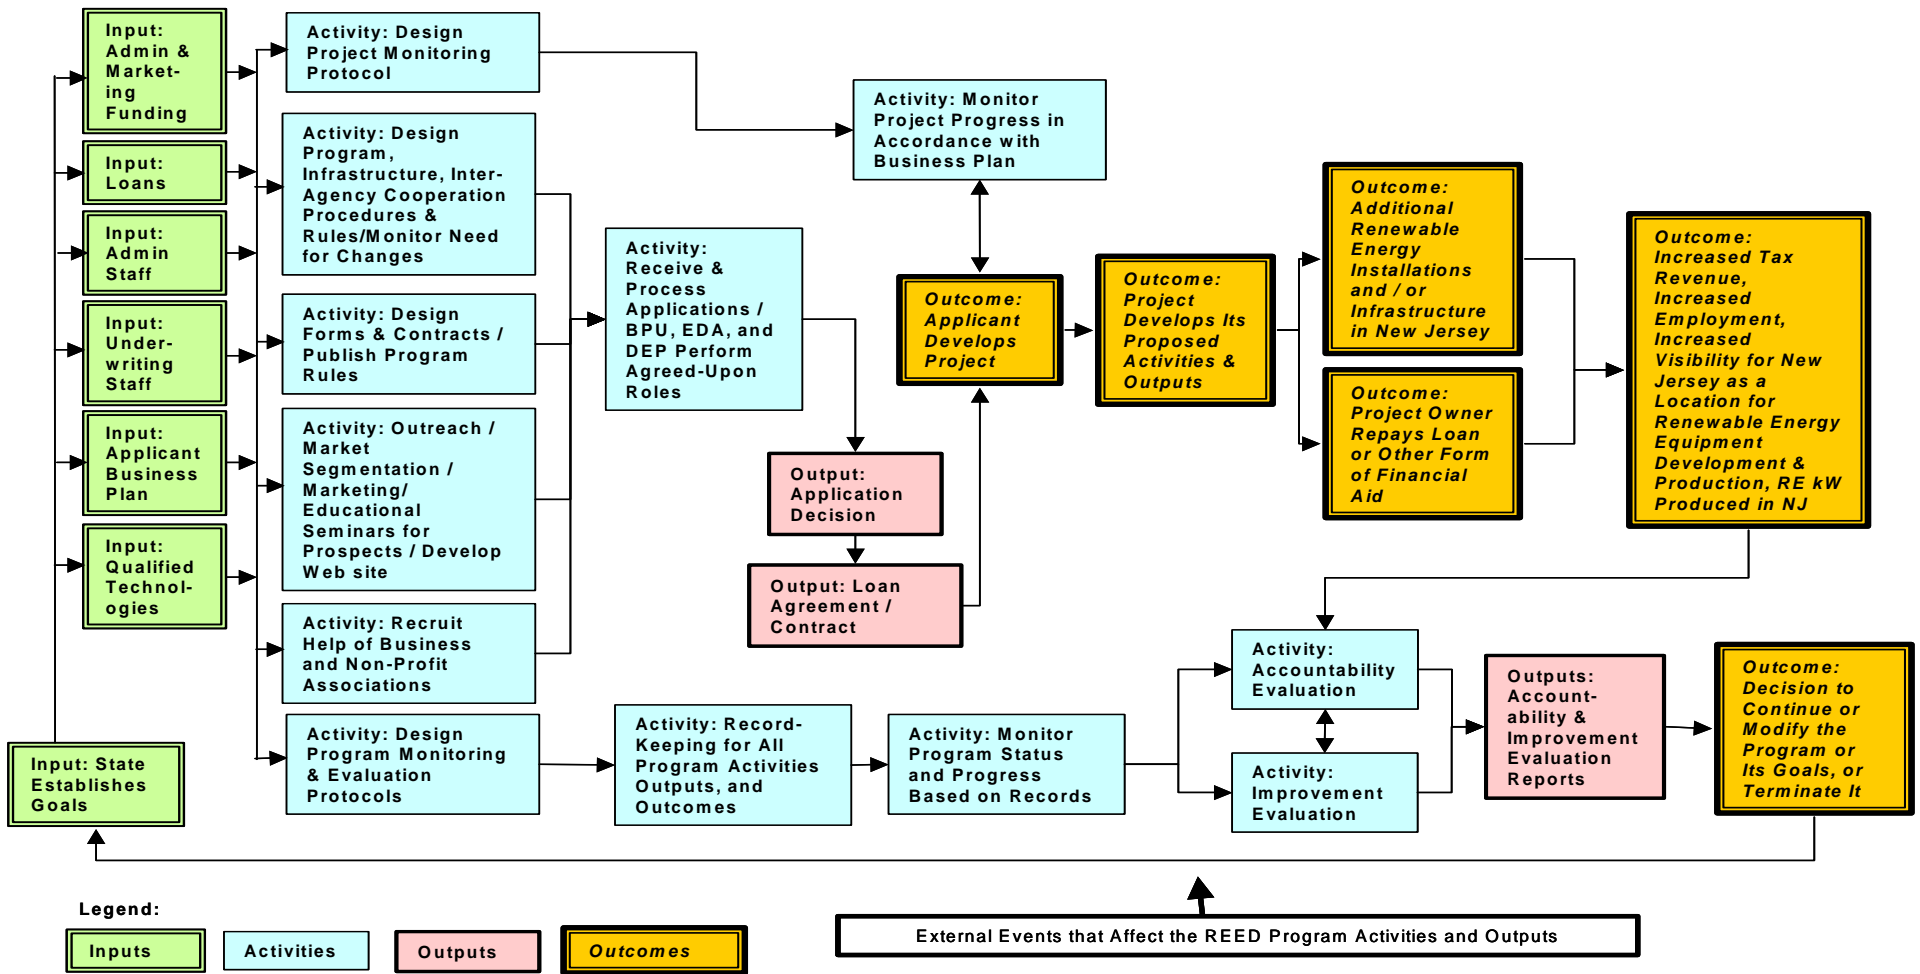 Input:
Admin &
Market-
ing
Funding
Input:
Loans
Input:
Admin
Staff
Input:
Under-
writing
Staff
Input:
Applicant
Business
Plan
Input:
Qualified
Technol-
ogies
Input: State
Establishes
Goals
Activity: Design
Project Monitoring
Protocol
Activity: Design
Program,
Infrastructure, Inter-
Agency Cooperation
Procedures &
Rules/Monitor Need
for Changes
Activity: Design
Forms & Contracts /
Publish Program
Rules
Activity: Outreach /
Market
Segmentation /
Marketing/
Educational
Seminars for
Prospects / Develop
Web site
Activity: Recruit
Help of Business
and Non-Profit
Associations
Activity: Design
Program Monitoring
& Evaluation
Protocols
Activity:
Receive &
Process
Applications /
BPU, EDA, and
DEP Perform
Agreed-Upon
Roles
Activity: Record-
Keeping for All
Program Activities
Outputs, and
Outcomes
Output:
Application
Decision
Output: Loan
Agreement /
Contract
Activity: Monitor
Project Progress in
Accordance with
Business Plan
Outcome:
Applicant
Develops
Project
Activity: Monitor
Program Status
and Progress
Based on Records
Outcome:
Project
Develops Its
Proposed
Activities &
Outputs
Outcome:
Additional
Renewable
Energy
Installations
and / or
Infrastructure
in New Jersey
Outcome:
Project Owner
Repays Loan
or Other Form
of Financial
Aid
Outcome:
Increased Tax
Revenue,
Increased
Employment,
Increased
Visibility for New
Jersey as a
Location for
Renewable Energy
Equipment
Development &
Production, RE kW
Produced in NJ
Activity:
Accountability
Evaluation
Activity:
Improvement
Evaluation
Outputs:
Account-
ability &
Improvement
Evaluation
Reports
Outcome:
Decision to
Continue or
Modify the
Program or
Its Goals, or
Terminate It
Legend:
Inputs
Activities
Outputs
Outcomes
External Events that Affect the REED Program Activities and Outputs